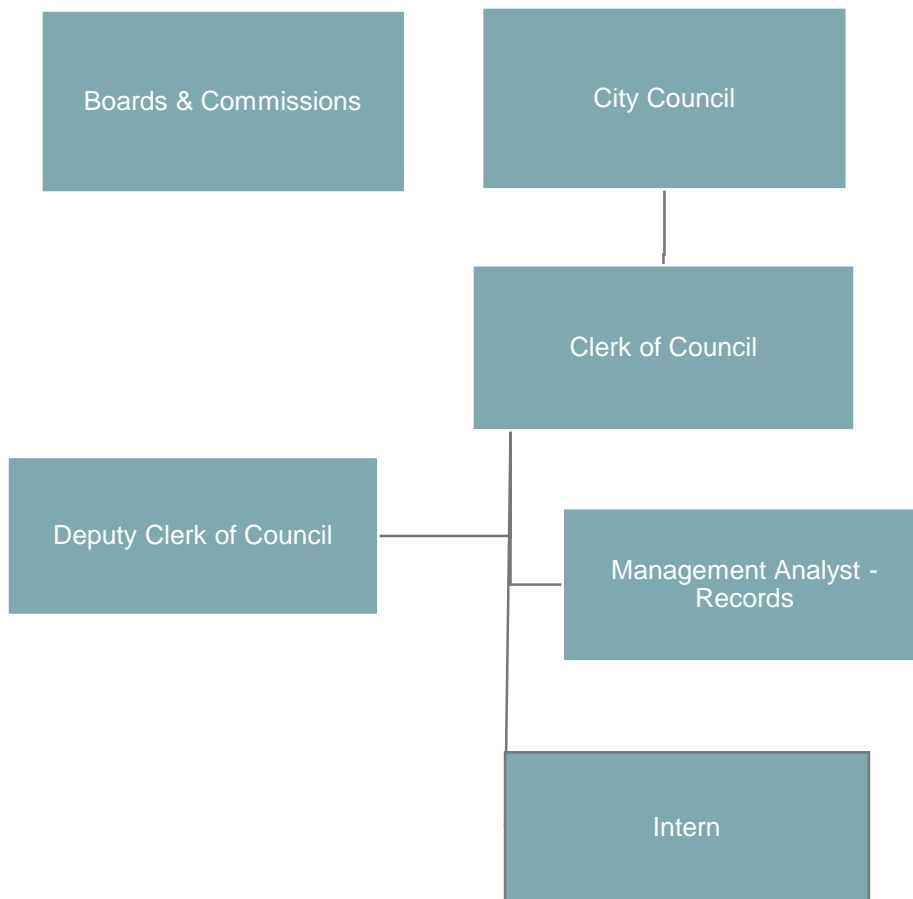 Boards & Commissions
City Council
Clerk of Council
Deputy Clerk of Council
Management Analyst -
Records
Intern